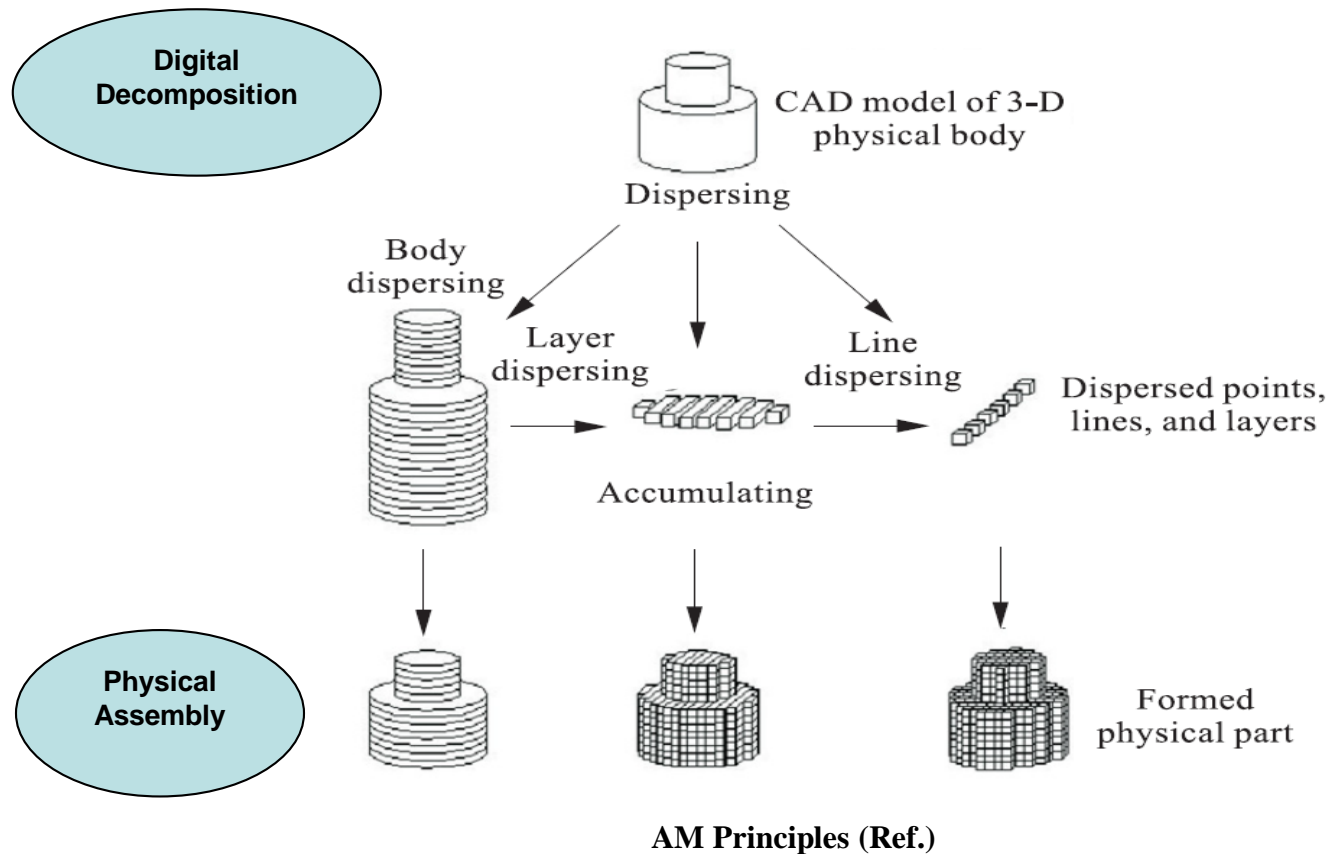 Digital
Decomposition
CAD model of 3-D
physical body
Dispersing
Body
dispersing
Layer
dispersing
Line
dispersing
Dispersed points,
lines, and layers
Accumulating
Physical
Assembly
Formed
physical part
AM Principles (Ref.)